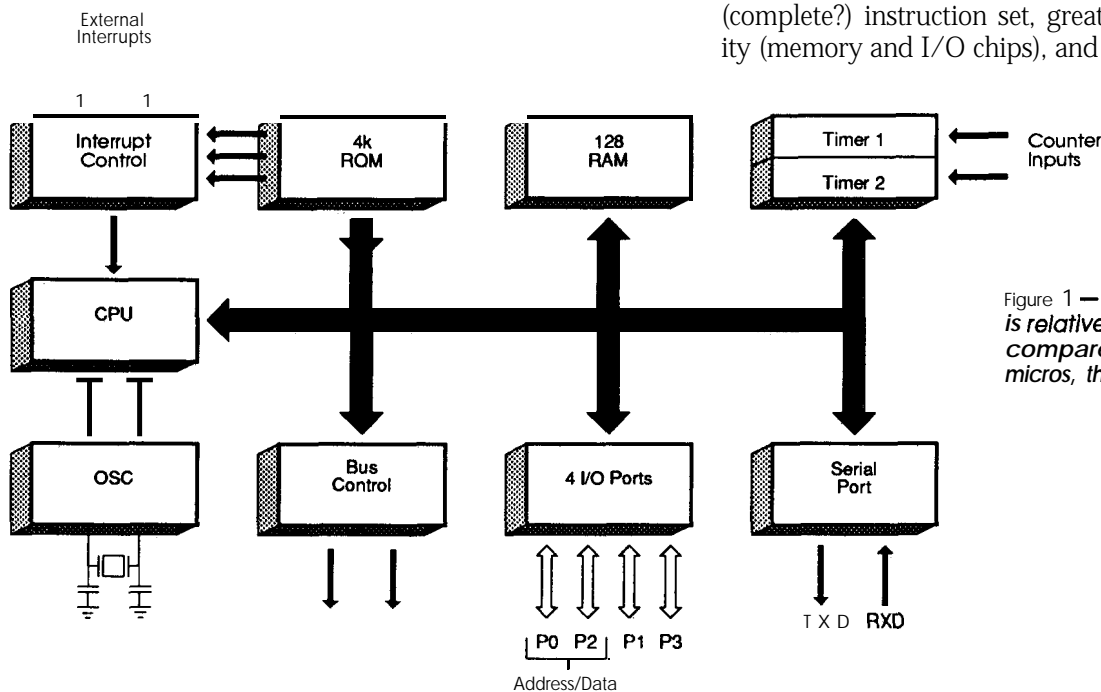 (complete?) instruction set, great
ity (memory and I/O chips), and
External
Interrupts
1 1
Interrupt
Control
4k
ROM
128
RAM
Timer 1
Timer 2
Counter
Inputs
CPU
Figure 1 —
is relative
compare
micros, th
OSC
Bus
Control
4 I/O Ports
Serial
Port
P0 P2 P1 P3
TXD RXD
Address/Data